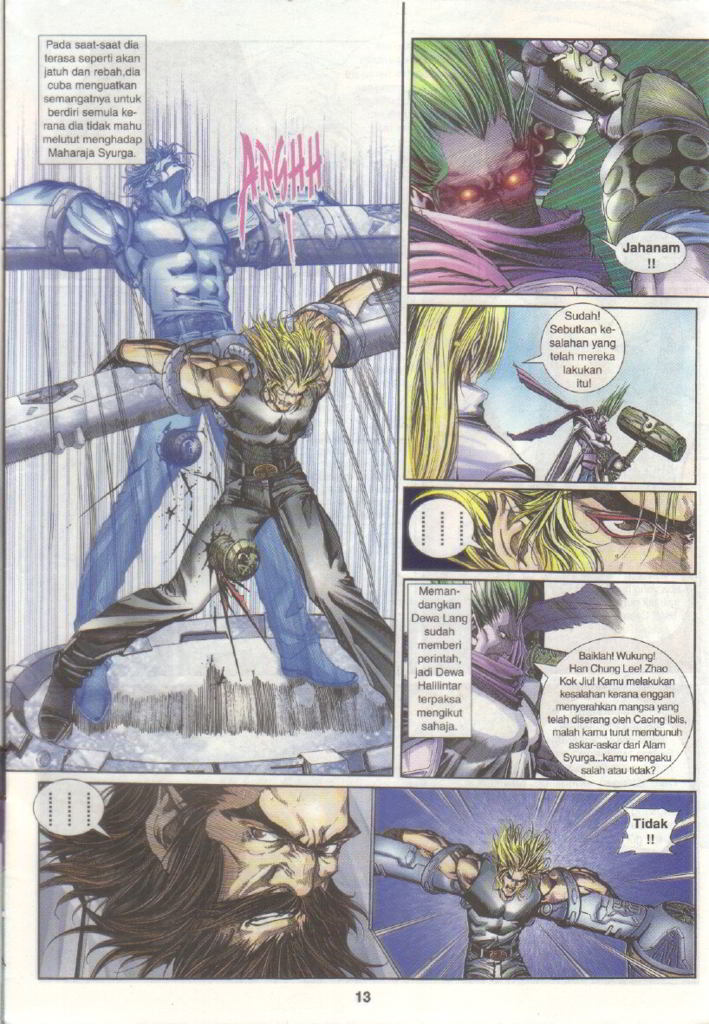 Pada saat-saat dia
terasa seperti akan
jatuh dan rebah,dia
cuba menguatkan
semangatnya untuk
berdiri semula ke-
rana dia tidak mahu
melutut menghadap
Maharaja Syurga.
ARGHH
!
Jahanam
!!
Sudah!
Sebutkan ke-
salahan yang
telah mereka
lakukan
itu!
Meman-
dangkan
Dewa Lang
sudah
memberi
perintah,
jadi Dewa
Halilintar
terpaksa
mengikut
sahaja.
Baiklah! Wukung!
Han Chung Lee! Zhao
Kok Jiu! Kamu melakukan
kesalahan kerana enggan
menyerahkan mangsa yang
telah diserang oleh Cacing Iblis,
malah kamu turut membunuh
askar-askar dari Alam
Syurga...kamu mengaku
salah atau tidak?
Tidak
!!
13